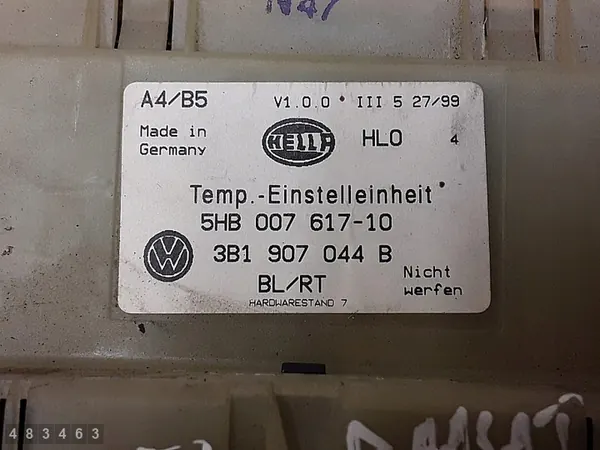 A4/B5
V1.0.0 * III 5 27/99
Made in
Germany
HELLA
HLO
4
Temp.-Einstelleinheit
5HB 007 617-10
VW
3B1 907 044 B
BL/RT
Nicht
werfen
HARDWARESTAND 7
483463